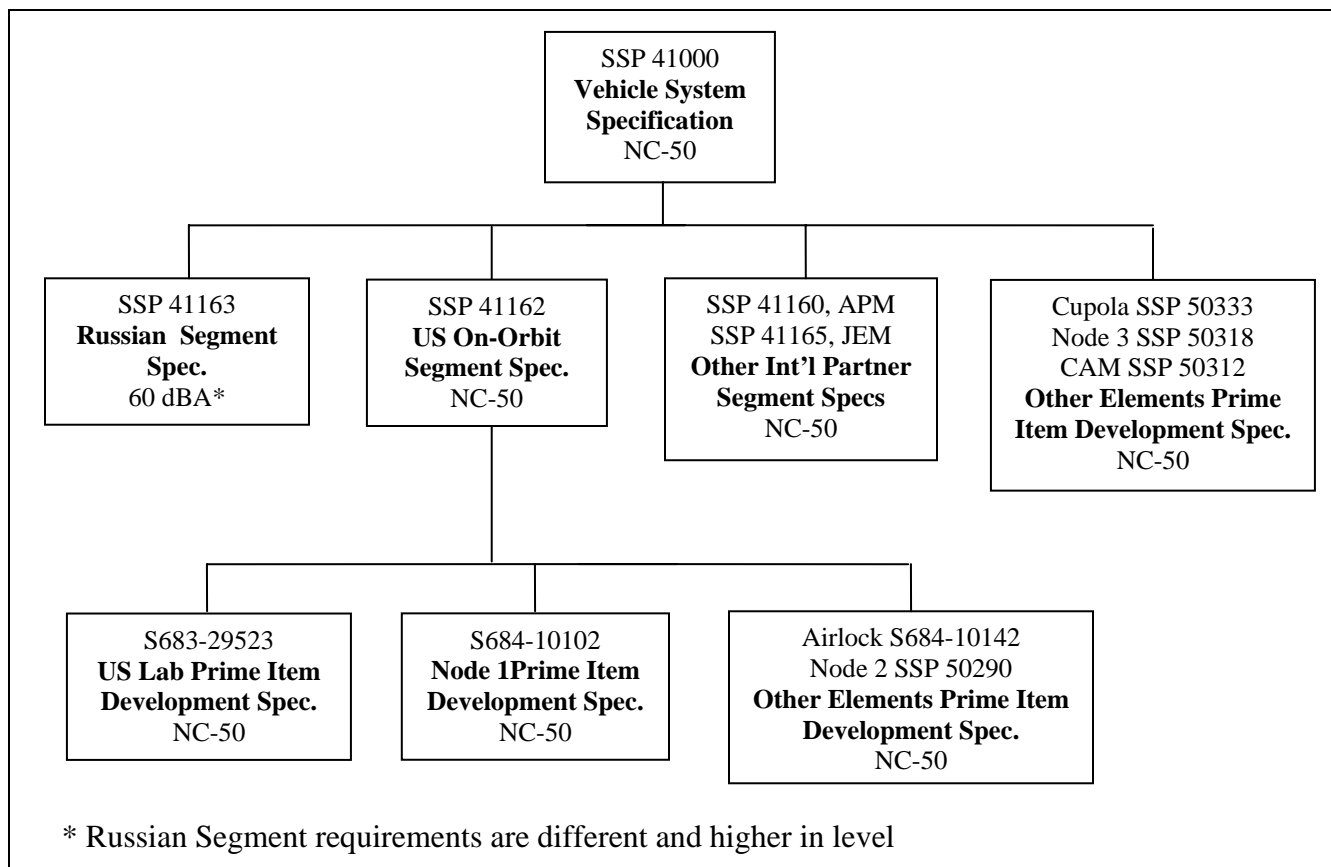 SSP 41000
Vehicle System
Specification
NC-50
SSP 41163
Russian Segment
Spec.
60 dBA*
SSP 41162
US On-Orbit
Segment Spec.
NC-50
SSP 41160, APM
SSP 41165, JEM
Other Int'l Partner
Segment Specs
NC-50
Cupola SSP 50333
Node 3 SSP 50318
CAM SSP 50312
Other Elements Prime
Item Development Spec.
NC-50
S683-29523
US Lab Prime Item
Development Spec.
NC-50
S684-10102
Node 1Prime Item
Development Spec.
NC-50
Airlock S684-10142
Node 2 SSP 50290
Other Elements Prime Item
Development Spec.
NC-50
* Russian Segment requirements are different and higher in level